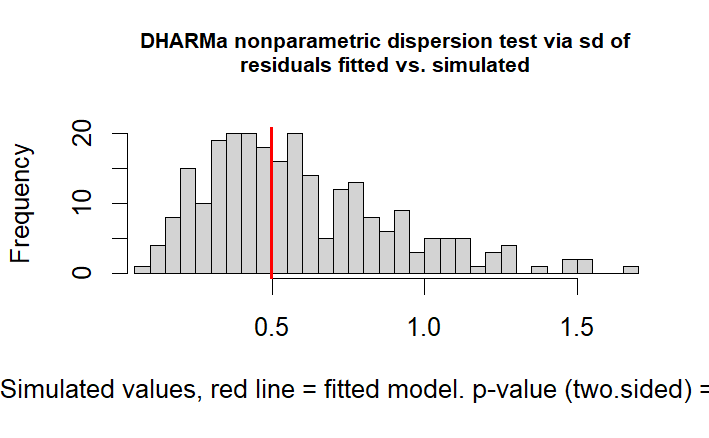 DHARMa nonparametric dispersion test via sd of
residuals fitted vs. simulated
Frequency
20
10
0
0.5 1.0 1.5
Simulated values, red line = fitted model. p-value (two.sided) =